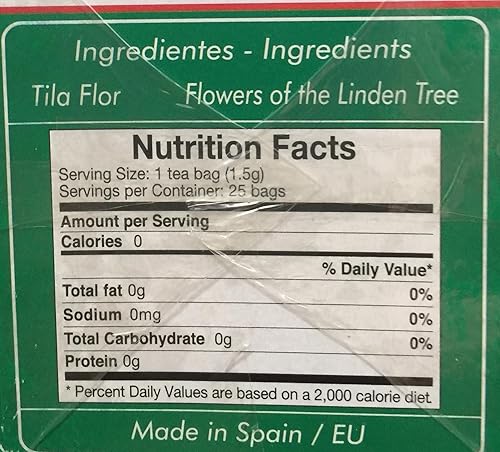 Ingredientes - Ingredients
Tila Flor Flowers of the Linden Tree
Nutrition Facts
Serving Size: 1 tea bag (1.5g)
Servings per Container: 25 bags
Amount per Serving
Calories 0
% Daily Value*
Total fat 0g 0%
Sodium 0mg 0%
Total Carbohydrate 0g 0%
Protein 0g
* Percent Daily Values are based on a 2,000 calorie diet.
Made in Spain / EU